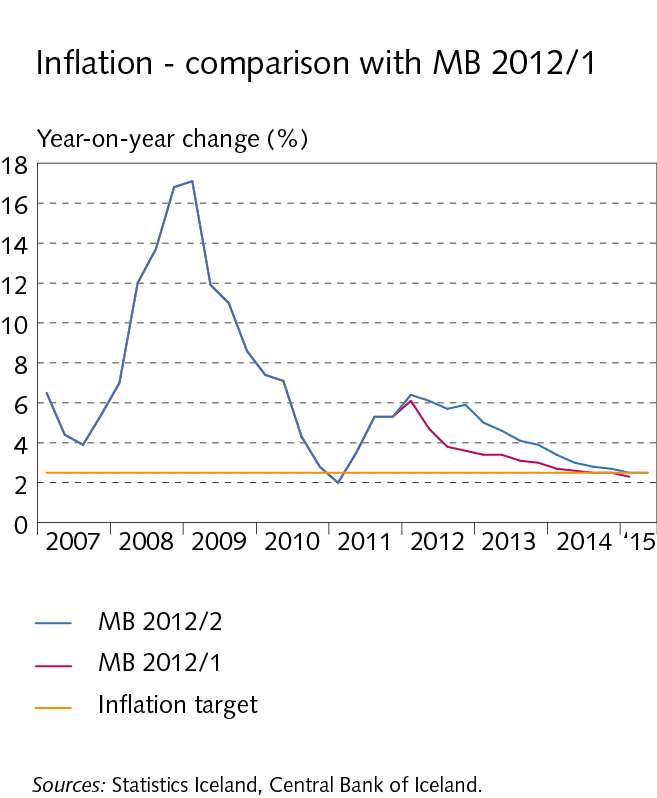 Inflation - comparison with MB 2012/1
Year-on-year change (%)
18
16
14
12
10
8
6
4
2
0
2007 2008 2009 2010 2011 2012 2013 2014 ‘15
MB 2012/2
MB 2012/1
Inflation target
Sources: Statistics Iceland, Central Bank of Iceland.